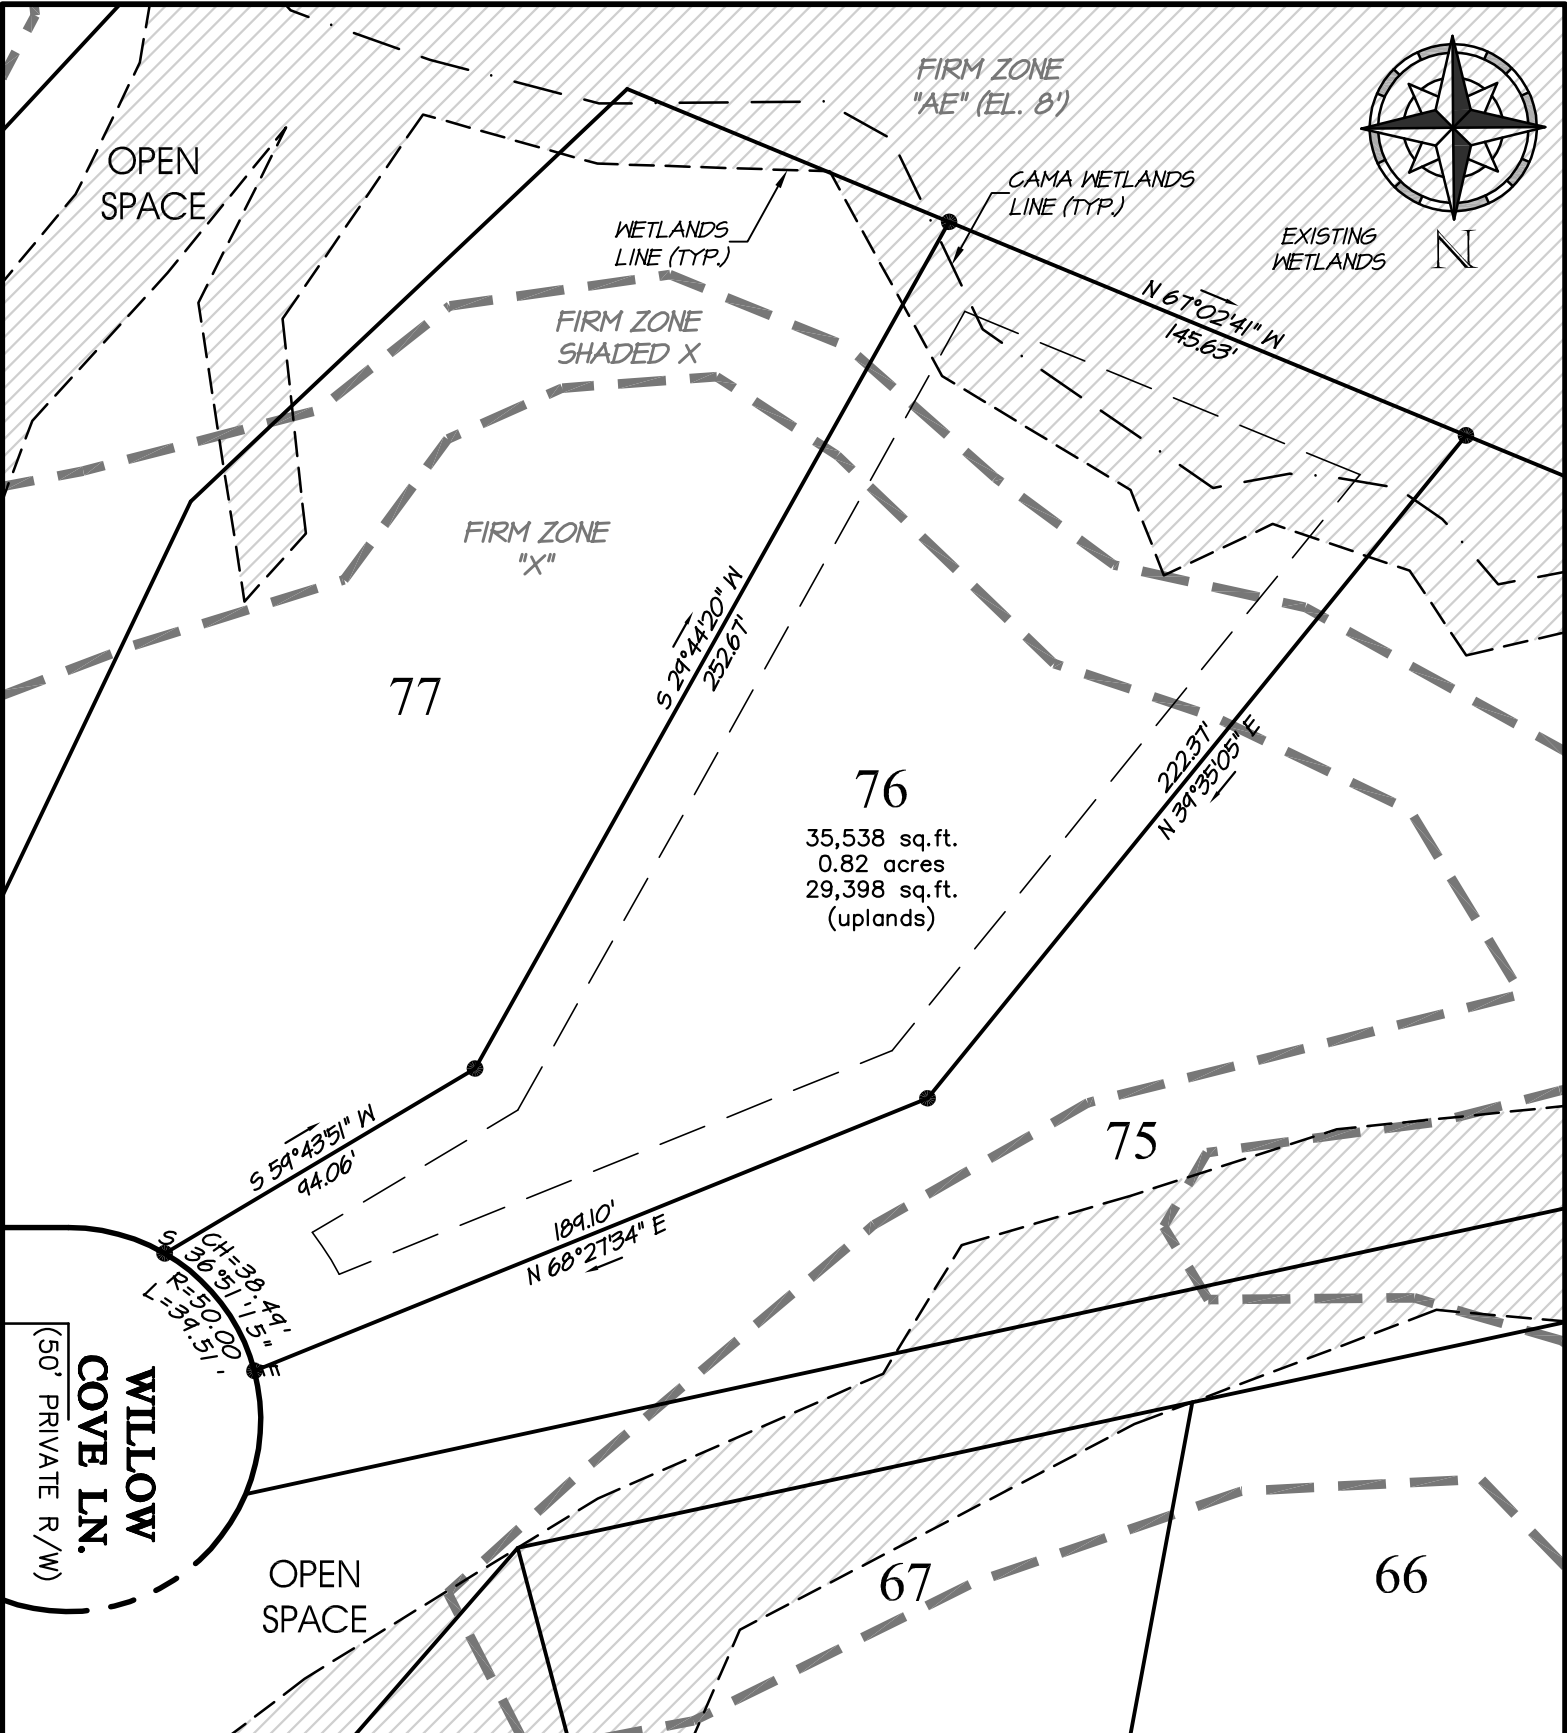 FIRM ZONE
"AE" (EL. 8')
OPEN
SPACE
CAMA WETLANDS
LINE (TYP.)
WETLANDS
LINE (TYP.)
EXISTING
WETLANDS
N
N 67°02'41" W
145.63'
FIRM ZONE
SHADED X
FIRM ZONE
"X"
S 29°44'20" W
252.67'
77
222.37'
N 39°35'05" E
76
35,538 sq.ft.
0.82 acres
29,398 sq.ft.
(uplands)
S 59°43'51" W
94.06'
75
189.10'
N 68°27'34" E
CH=38.49'
S 36°51'15" E
R=50.00
L=39.51'
WILLOW
COVE LN.
(50' PRIVATE R/W)
OPEN
SPACE
67
66